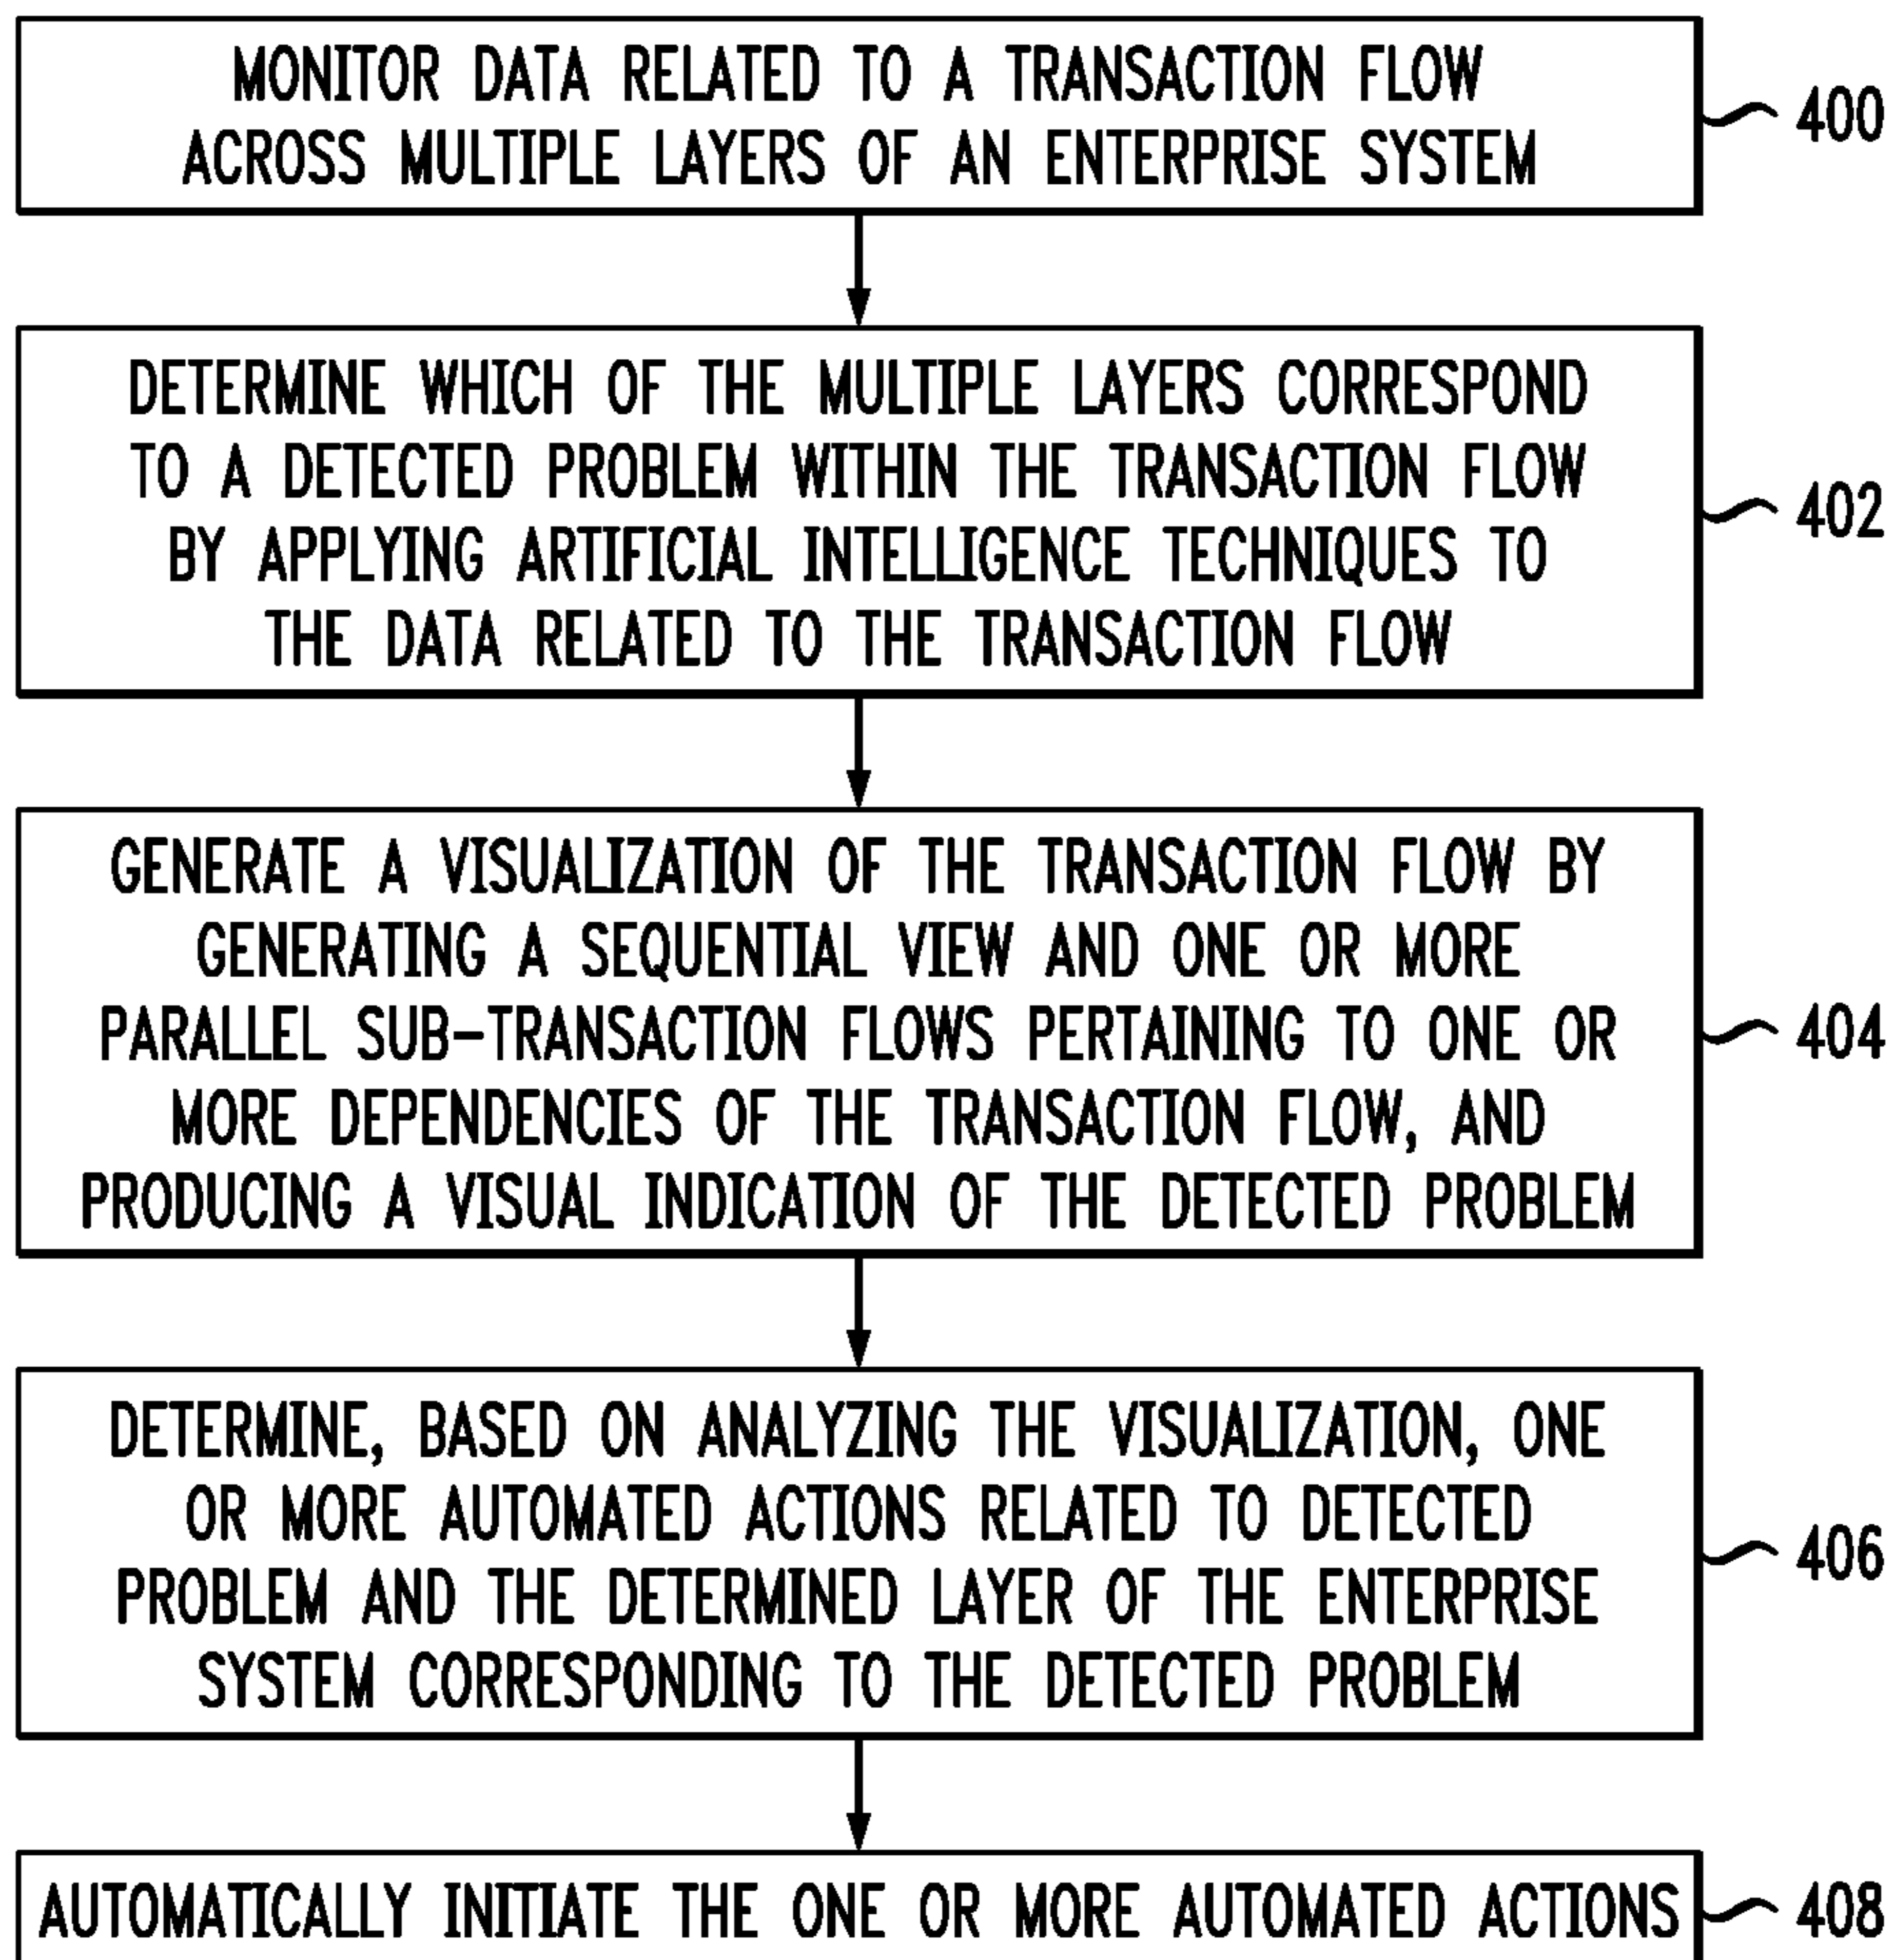 MONITOR DATA RELATED TO A TRANSACTION FLOW
ACROSS MULTIPLE LAYERS OF AN ENTERPRISE SYSTEM
400
DETERMINE WHICH OF THE MULTIPLE LAYERS CORRESPOND
TO A DETECTED PROBLEM WITHIN THE TRANSACTION FLOW
BY APPLYING ARTIFICIAL INTELLIGENCE TECHNIQUES TO
THE DATA RELATED TO THE TRANSACTION FLOW
402
GENERATE A VISUALIZATION OF THE TRANSACTION FLOW BY
GENERATING A SEQUENTIAL VIEW AND ONE OR MORE
PARALLEL SUB-TRANSACTION FLOWS PERTAINING TO ONE OR
MORE DEPENDENCIES OF THE TRANSACTION FLOW, AND
PRODUCING A VISUAL INDICATION OF THE DETECTED PROBLEM
404
DETERMINE, BASED ON ANALYZING THE VISUALIZATION, ONE
OR MORE AUTOMATED ACTIONS RELATED TO DETECTED
PROBLEM AND THE DETERMINED LAYER OF THE ENTERPRISE
SYSTEM CORRESPONDING TO THE DETECTED PROBLEM
406
AUTOMATICALLY INITIATE THE ONE OR MORE AUTOMATED ACTIONS
408